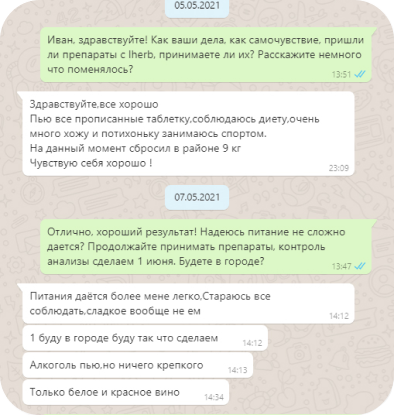 05.05.2021
Иван, здравствуйте! Как ваши дела, как самочувствие, пришли
ли препараты с Iherb, принимаете ли их? Расскажите немного
что поменялось?
13:51
Здравствуйте,все хорошо
Пью все прописанные таблетку,соблюдаюсь диету,очень
много хожу и потихоньку занимаюсь спортом.
На данный момент сбросил в районе 9 кг
Чувствую себя хорошо !
23:09
07.05.2021
Отлично, хороший результат! Надеюсь питание не сложно
дается? Продолжайте принимать препараты, контроль
анализы сделаем 1 июня. Будете в городе?
13:47
Питания даётся более мене легко,Стараюсь все
соблюдать,сладкое вообще не ем
14:12
1 буду в городе буду так что сделаем
14:12
Алкоголь пью,но ничего крепкого
14:13
Только белое и красное вино
14:34